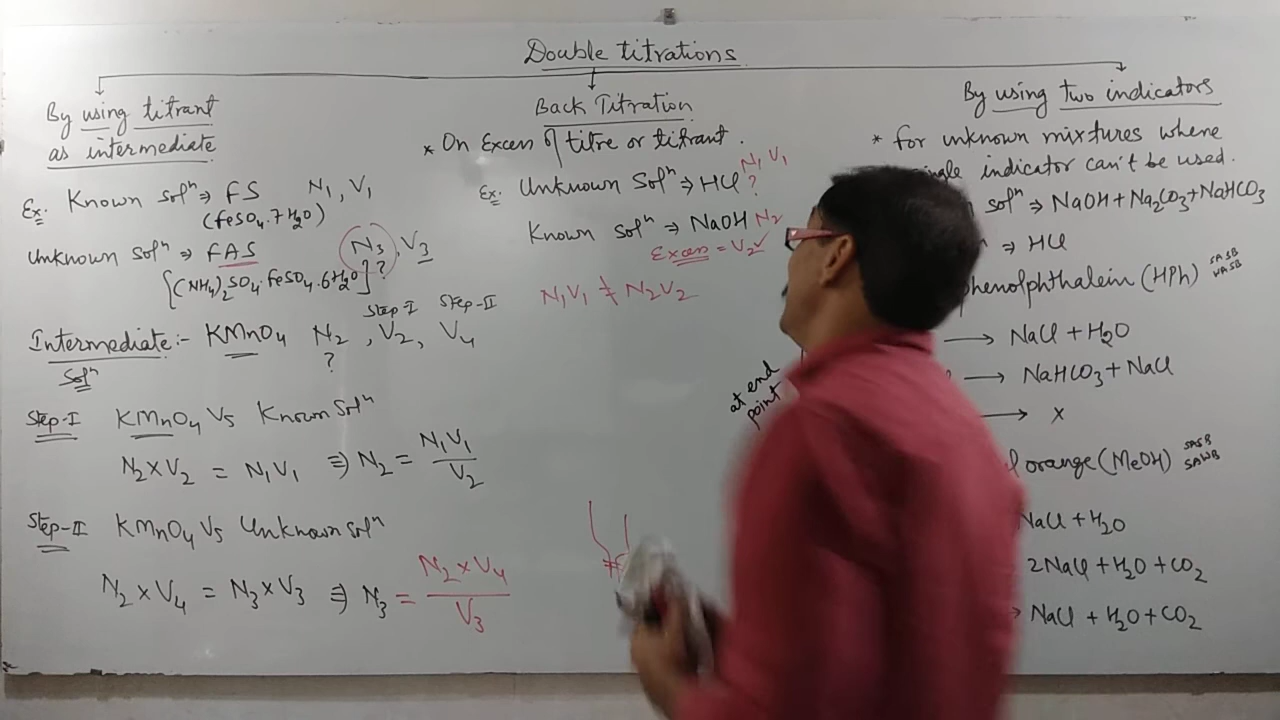 Double titrations
By using titrant
as intermediate
Ex. Known Solⁿ ⇒ FS N₁, V₁
(FeSO₄·7H₂O)
Unknown Solⁿ ⇒ FAS N₃, V₃
?
{(NH₄)₂SO₄·FeSO₄·6H₂O}
Step-I Step-II
Intermediate:- KMnO₄ N₂, V₂, V₄
Solⁿ ?
Step-I KMnO₄ Vs Known Solⁿ
N₂×V₂ = N₁V₁ ⇒ N₂ = N₁V₁/V₂
Step-II KMnO₄ Vs Unknown Solⁿ
N₂×V₄ = N₃×V₃ ⇒ N₃ = N₂×V₄/V₃
Back Titration
* On Excess of titre or titrant.
N₁ V₁
Ex. Unknown Solⁿ ⇒ HCl ?
Known Solⁿ ⇒ NaOH N₂
Excess = V₂ ✓
N₁V₁ ≠ N₂V₂
at end
point
By using two indicators
* for unknown mixtures where
indicator can't be used.
solⁿ ⇒ NaOH + Na₂CO₃ + NaHCO₃
⇒ HCl
henolphthalein (HPh) SASB
WASB
⟶ NaCl + H₂O
⟶ NaHCO₃ + NaCl
⟶ x
orange (MeOH) SASB
SAWB
NaCl + H₂O
2NaCl + H₂O + CO₂
NaCl + H₂O + CO₂